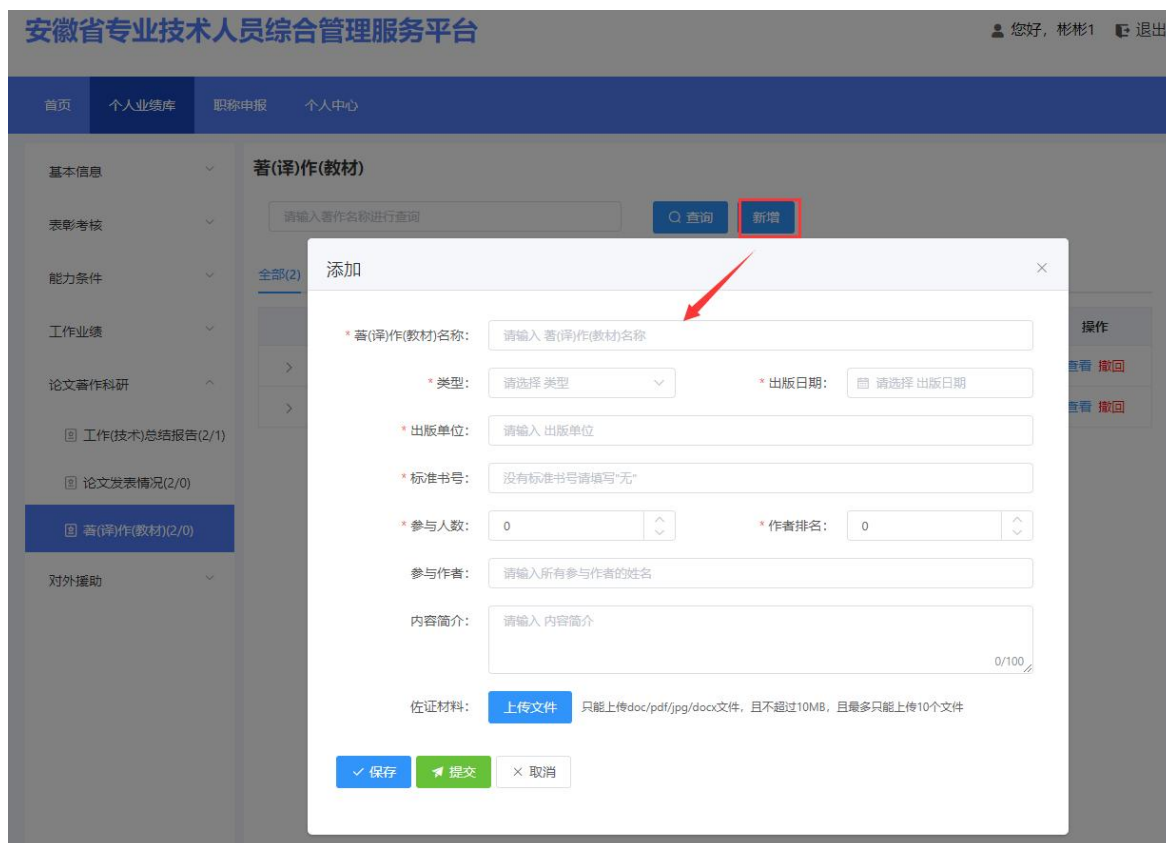 安徽省专业技术人员综合管理服务平台
您好，彬彬1 退出
首页 个人业绩库 职称申报 个人中心
基本信息
著(译)作(教材)
表彰考核
请输入著作名称进行查询 查询 新增
能力条件
全部(2)
添加
工作业绩
* 著(译)作(教材)名称: 请输入 著(译)作(教材)名称
操作
* 类型: 请选择 类型 * 出版日期: 请选择 出版日期
查看 撤回
论文著作科研
查看 撤回
工作(技术)总结报告(2/1)
* 出版单位: 请输入 出版单位
论文发表情况(2/0)
* 标准书号: 没有标准书号请填写"无"
著(译)作(教材)(2/0)
* 参与人数: 0 * 作者排名: 0
对外援助
参与作者: 请输入所有参与作者的姓名
内容简介: 请输入 内容简介
0/100
佐证材料: 上传文件 只能上传doc/pdf/jpg/docx文件，且不超过10MB，且最多只能上传10个文件
保存 提交 取消